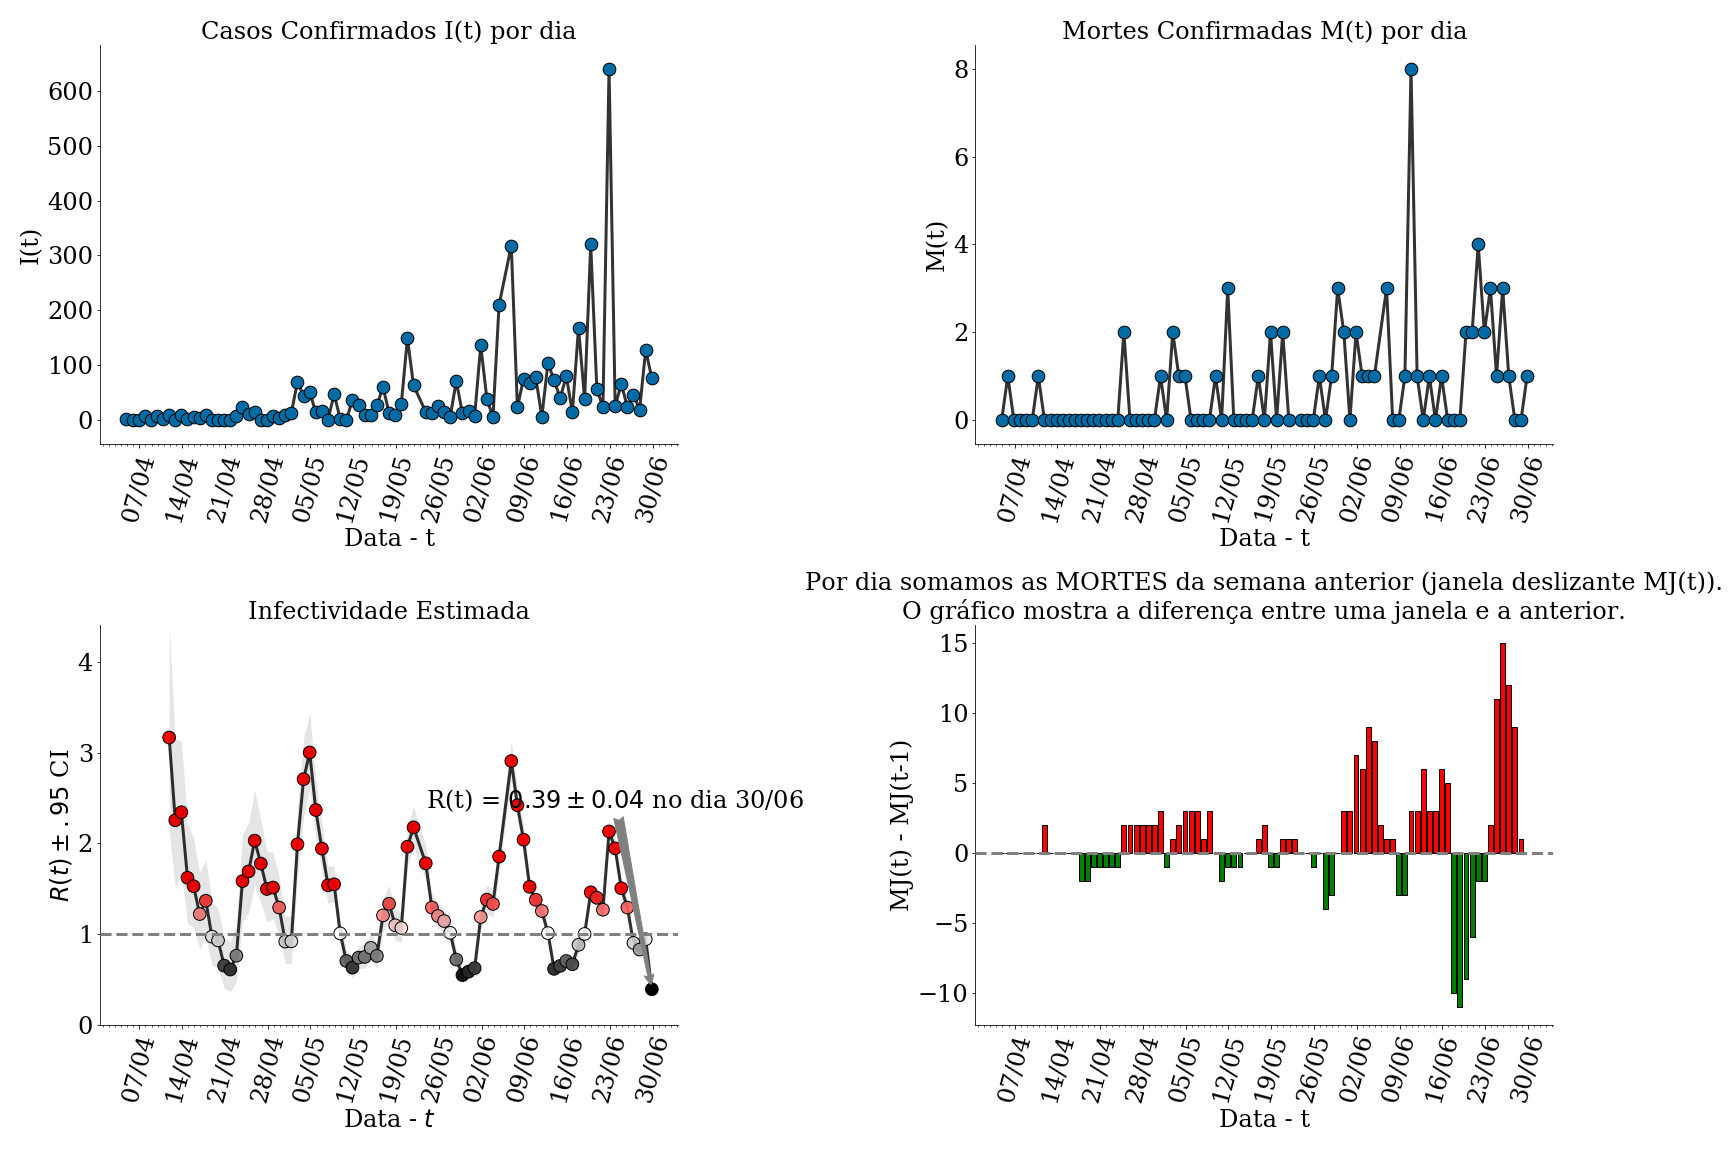 Casos Confirmados I(t) por dia
I(t)
600
500
400
300
200
100
0
07/04 14/04 21/04 28/04 05/05 12/05 19/05 26/05 02/06 09/06 16/06 23/06 30/06
Data - t
Mortes Confirmadas M(t) por dia
M(t)
8
6
4
2
0
07/04 14/04 21/04 28/04 05/05 12/05 19/05 26/05 02/06 09/06 16/06 23/06 30/06
Data - t
Infectividade Estimada
R(t) ± .95 CI
4
3
2
1
0
R(t) = 0.39 ± 0.04 no dia 30/06
07/04 14/04 21/04 28/04 05/05 12/05 19/05 26/05 02/06 09/06 16/06 23/06 30/06
Data - t
Por dia somamos as MORTES da semana anterior (janela deslizante MJ(t)).
O gráfico mostra a diferença entre uma janela e a anterior.
MJ(t) - MJ(t-1)
15
10
5
0
−5
−10
07/04 14/04 21/04 28/04 05/05 12/05 19/05 26/05 02/06 09/06 16/06 23/06 30/06
Data - t